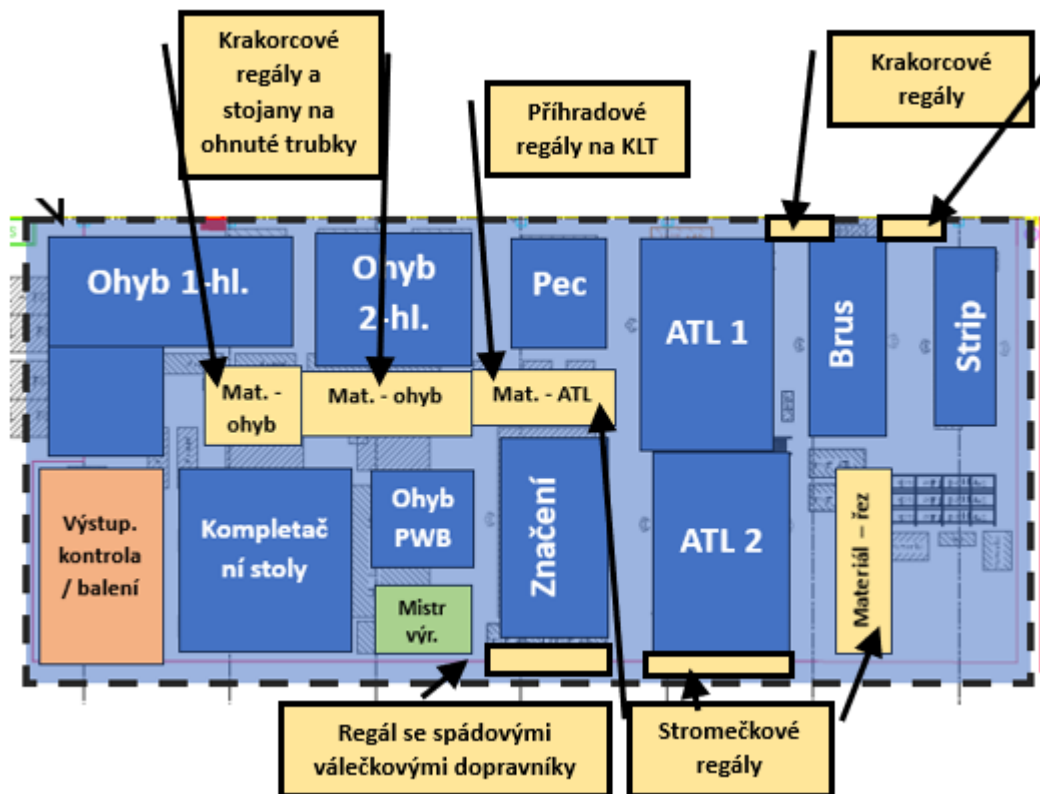 Krakorcové
regály a
stojany na
ohnuté trubky
Příhradové
regály na KLT
Krakorcové
regály
Ohyb 1-hl.
Ohyb
2-hl.
Pec
ATL 1
Brus
Strip
Mat. -
ohyb
Mat. - ohyb
Mat. - ATL
Výstup.
kontrola
/ balení
Kompletač
ní stoly
Ohyb
PWB
Mistr
výr.
Značení
ATL 2
Materiál – řez
Regál se spádovými
válečkovými dopravníky
Stromečkové
regály